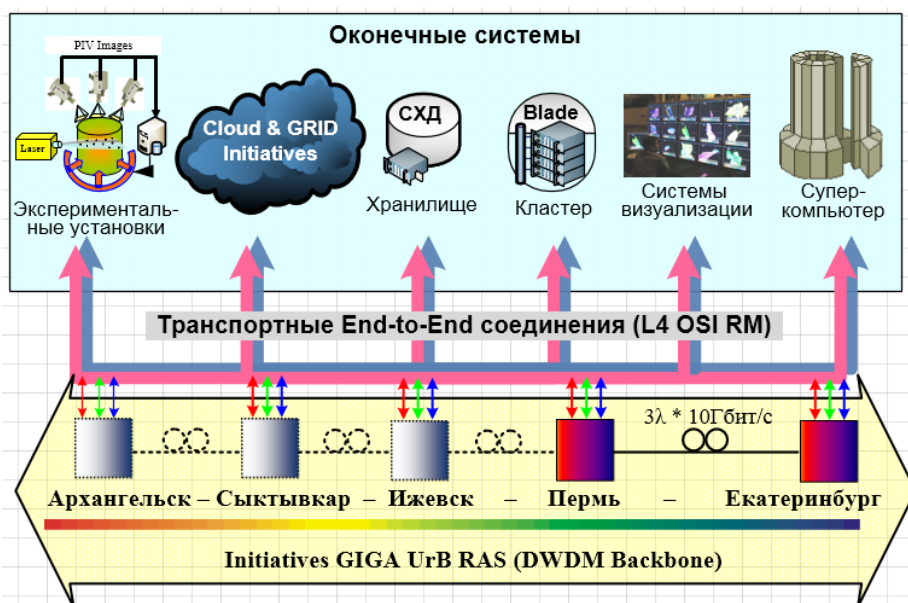 Оконечные системы
PIV Images
Laser
Эксперименталь-
ные установки
Cloud & GRID
Initiatives
СХД
Хранилище
Blade
Кластер
Системы
визуализации
Супер-
компьютер
Транспортные End-to-End соединения (L4 OSI RM)
3λ * 10Гбит/с
Архангельск – Сыктывкар – Ижевск – Пермь – Екатеринбург
Initiatives GIGA UrB RAS (DWDM Backbone)